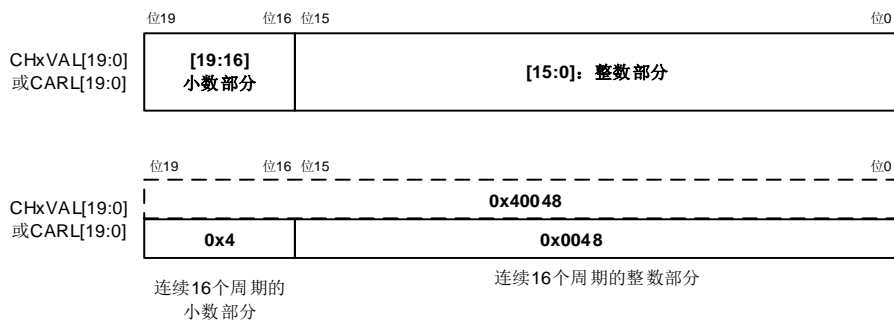 位19 位16 位15 位0
CHxVAL[19:0]
或CARL[19:0]
[19:16]
小数部分
[15:0]：整数部分
位19 位16 位15 位0
CHxVAL[19:0]
或CARL[19:0]
0x40048
0x4 0x0048
连续16个周期的
小数部分
连续16个周期的整数部分